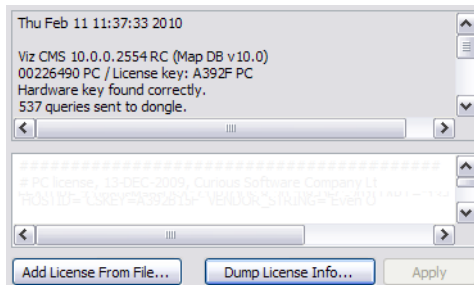 Thu Feb 11 11:37:33 2010
Viz CMS 10.0.0.2554 RC (Map DB v10.0)
00226490 PC / License key: A392F PC
Hardware key found correctly.
537 queries sent to dongle.
########################################
# PC license, 13-DEC-2009, Curious Software Company
Add License From File...
Dump License Info...
Apply